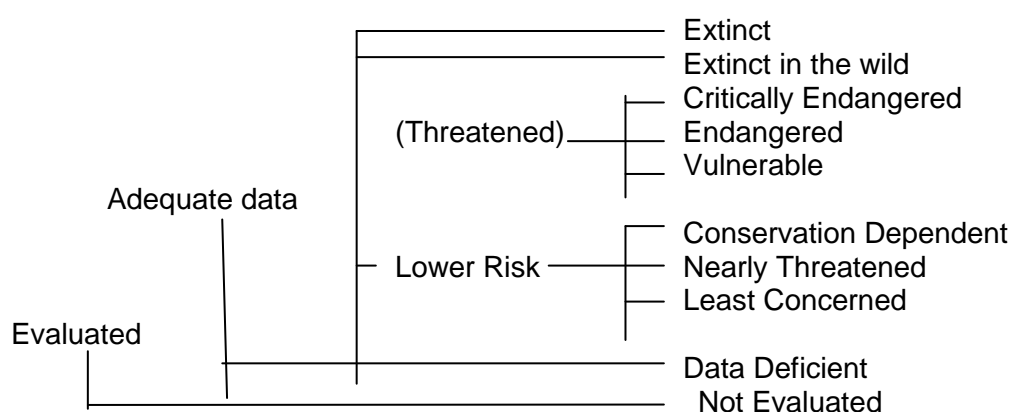 Extinct
Extinct in the wild
Critically Endangered
(Threatened)
Endangered
Vulnerable
Adequate data
Conservation Dependent
Lower Risk
Nearly Threatened
Least Concerned
Evaluated
Data Deficient
Not Evaluated